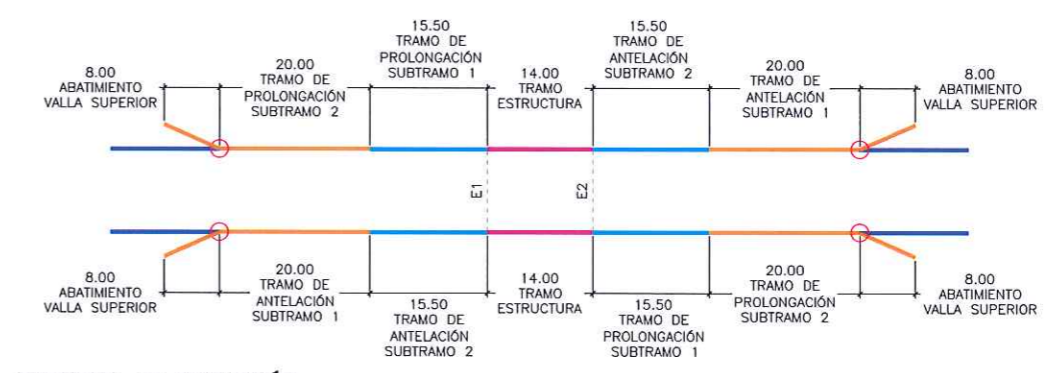 8.00
ABATIMIENTO
VALLA SUPERIOR
20.00
TRAMO DE
PROLONGACIÓN
SUBTRAMO 2
15.50
TRAMO DE
PROLONGACIÓN
SUBTRAMO 1
14.00
TRAMO
ESTRUCTURA
15.50
TRAMO DE
ANTELACIÓN
SUBTRAMO 2
20.00
TRAMO DE
ANTELACIÓN
SUBTRAMO 1
8.00
ABATIMIENTO
VALLA SUPERIOR
E1
E2
8.00
ABATIMIENTO
VALLA SUPERIOR
20.00
TRAMO DE
ANTELACIÓN
SUBTRAMO 1
15.50
TRAMO DE
ANTELACIÓN
SUBTRAMO 2
14.00
TRAMO
ESTRUCTURA
15.50
TRAMO DE
PROLONGACIÓN
SUBTRAMO 1
20.00
TRAMO DE
PROLONGACIÓN
SUBTRAMO 2
8.00
ABATIMIENTO
VALLA SUPERIOR